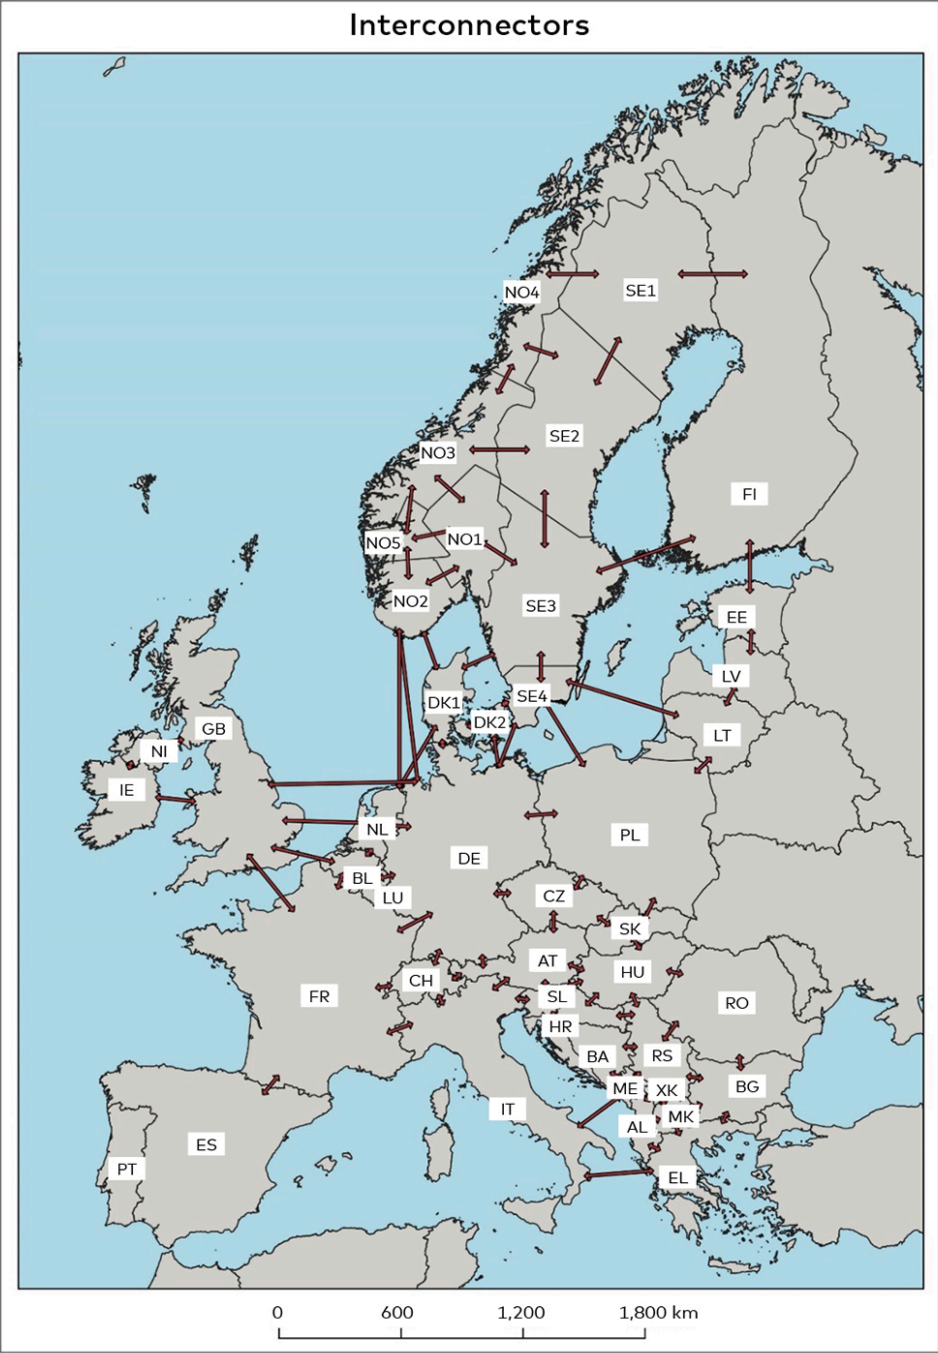 Interconnectors
NO4
SE1
SE2
NO3
FI
NO5
NO1
NO2
SE3
EE
LV
SE4
DK1
DK2
GB
LT
NI
IE
NL
PL
DE
BL
LU
CZ
SK
AT
HU
CH
FR
SL
RO
HR
BA
RS
ME
XK
BG
IT
MK
AL
ES
PT
EL
0 600 1,200 1,800 km